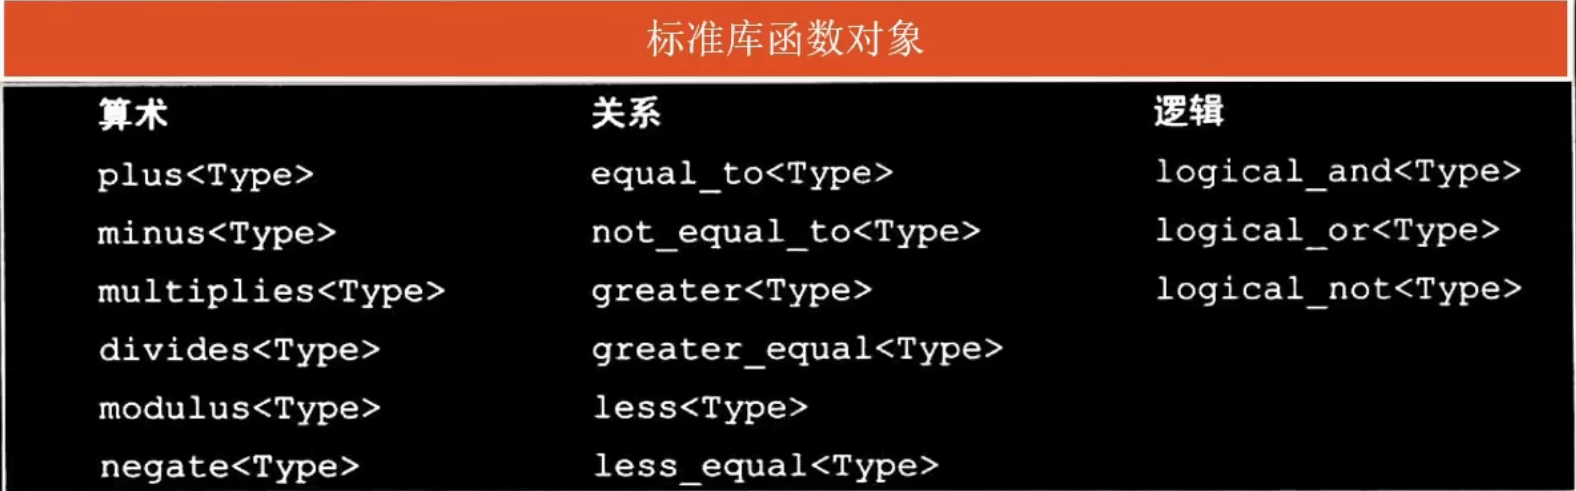 标准库函数对象
算术 关系 逻辑
plus<Type> equal_to<Type> logical_and<Type>
minus<Type> not_equal_to<Type> logical_or<Type>
multiplies<Type> greater<Type> logical_not<Type>
divides<Type> greater_equal<Type>
modulus<Type> less<Type>
negate<Type> less_equal<Type>